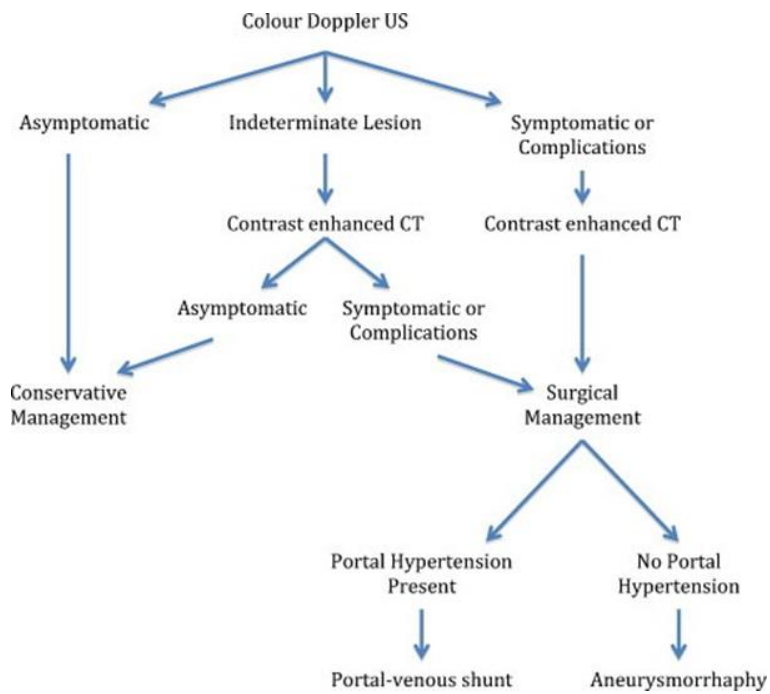 Colour Doppler US
Asymptomatic
Indeterminate Lesion
Symptomatic or
Complications
Contrast enhanced CT
Contrast enhanced CT
Asymptomatic
Symptomatic or
Complications
Conservative
Management
Surgical
Management
Portal Hypertension
Present
No Portal
Hypertension
Portal-venous shunt
Aneurysmorrhaphy